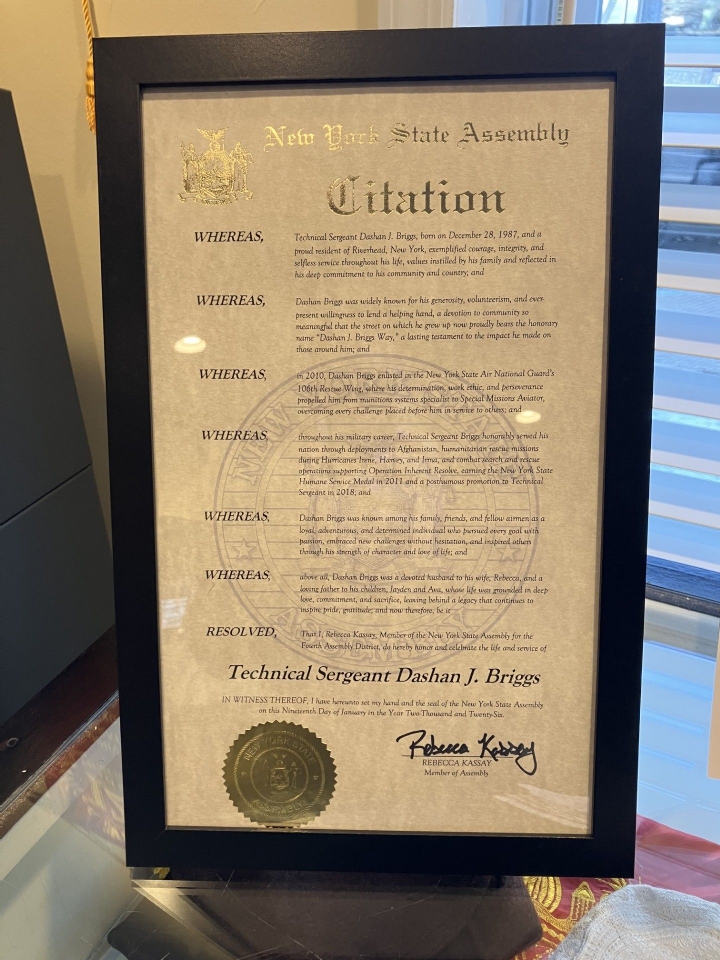 New York State Assembly
Citation
WHEREAS, Technical Sergeant Dashan J. Briggs, born on December 28, 1987, and a
proud resident of Riverhead, New York, exemplified courage, integrity, and
selfless service throughout his life, values instilled by his family and reflected in
his deep commitment to his community and country; and
WHEREAS, Dashan Briggs was widely known for his generosity, volunteerism, and ever-
present willingness to lend a helping hand, a devotion to community so
meaningful that the street on which he grew up now proudly bears the honorary
name "Dashan J. Briggs Way," a lasting testament to the impact he made on
those around him; and
WHEREAS, in 2010, Dashan Briggs enlisted in the New York State Air National Guard's
106th Rescue Wing, where his determination, work ethic, and perseverance
propelled him from munitions systems specialist to Special Missions Aviator,
overcoming every challenge placed before him in service to others; and
WHEREAS, throughout his military career, Technical Sergeant Briggs honorably served his
nation through deployments to Afghanistan, humanitarian rescue missions
during Hurricanes Irene, Harvey, and Irma, and combat search and rescue
operations supporting Operation Inherent Resolve, earning the New York State
Humane Service Medal in 2011 and a posthumous promotion to Technical
Sergeant in 2018; and
WHEREAS, Dashan Briggs was known among his family, friends, and fellow airmen as a
loyal, adventurous, and determined individual who pursued every goal with
passion, embraced new challenges without hesitation, and inspired others
through his strength of character and love of life; and
WHEREAS, above all, Dashan Briggs was a devoted husband to his wife, Rebecca, and a
loving father to his children, Jayden and Ava, whose life was grounded in deep
love, commitment, and sacrifice, leaving behind a legacy that continues to
inspire pride, gratitude; and now therefore, be it
RESOLVED, That I, Rebecca Kassay, Member of the New York State Assembly for the
Fourth Assembly District, do hereby honor and celebrate the life and service of
Technical Sergeant Dashan J. Briggs
IN WITNESS THEREOF, I have hereunto set my hand and the seal of the New York State Assembly
on this Nineteenth Day of January in the Year Two-Thousand and Twenty-Six.
Rebecca Kassay
REBECCA KASSAY
Member of Assembly
NEW YORK STATE
ASSEMBLY